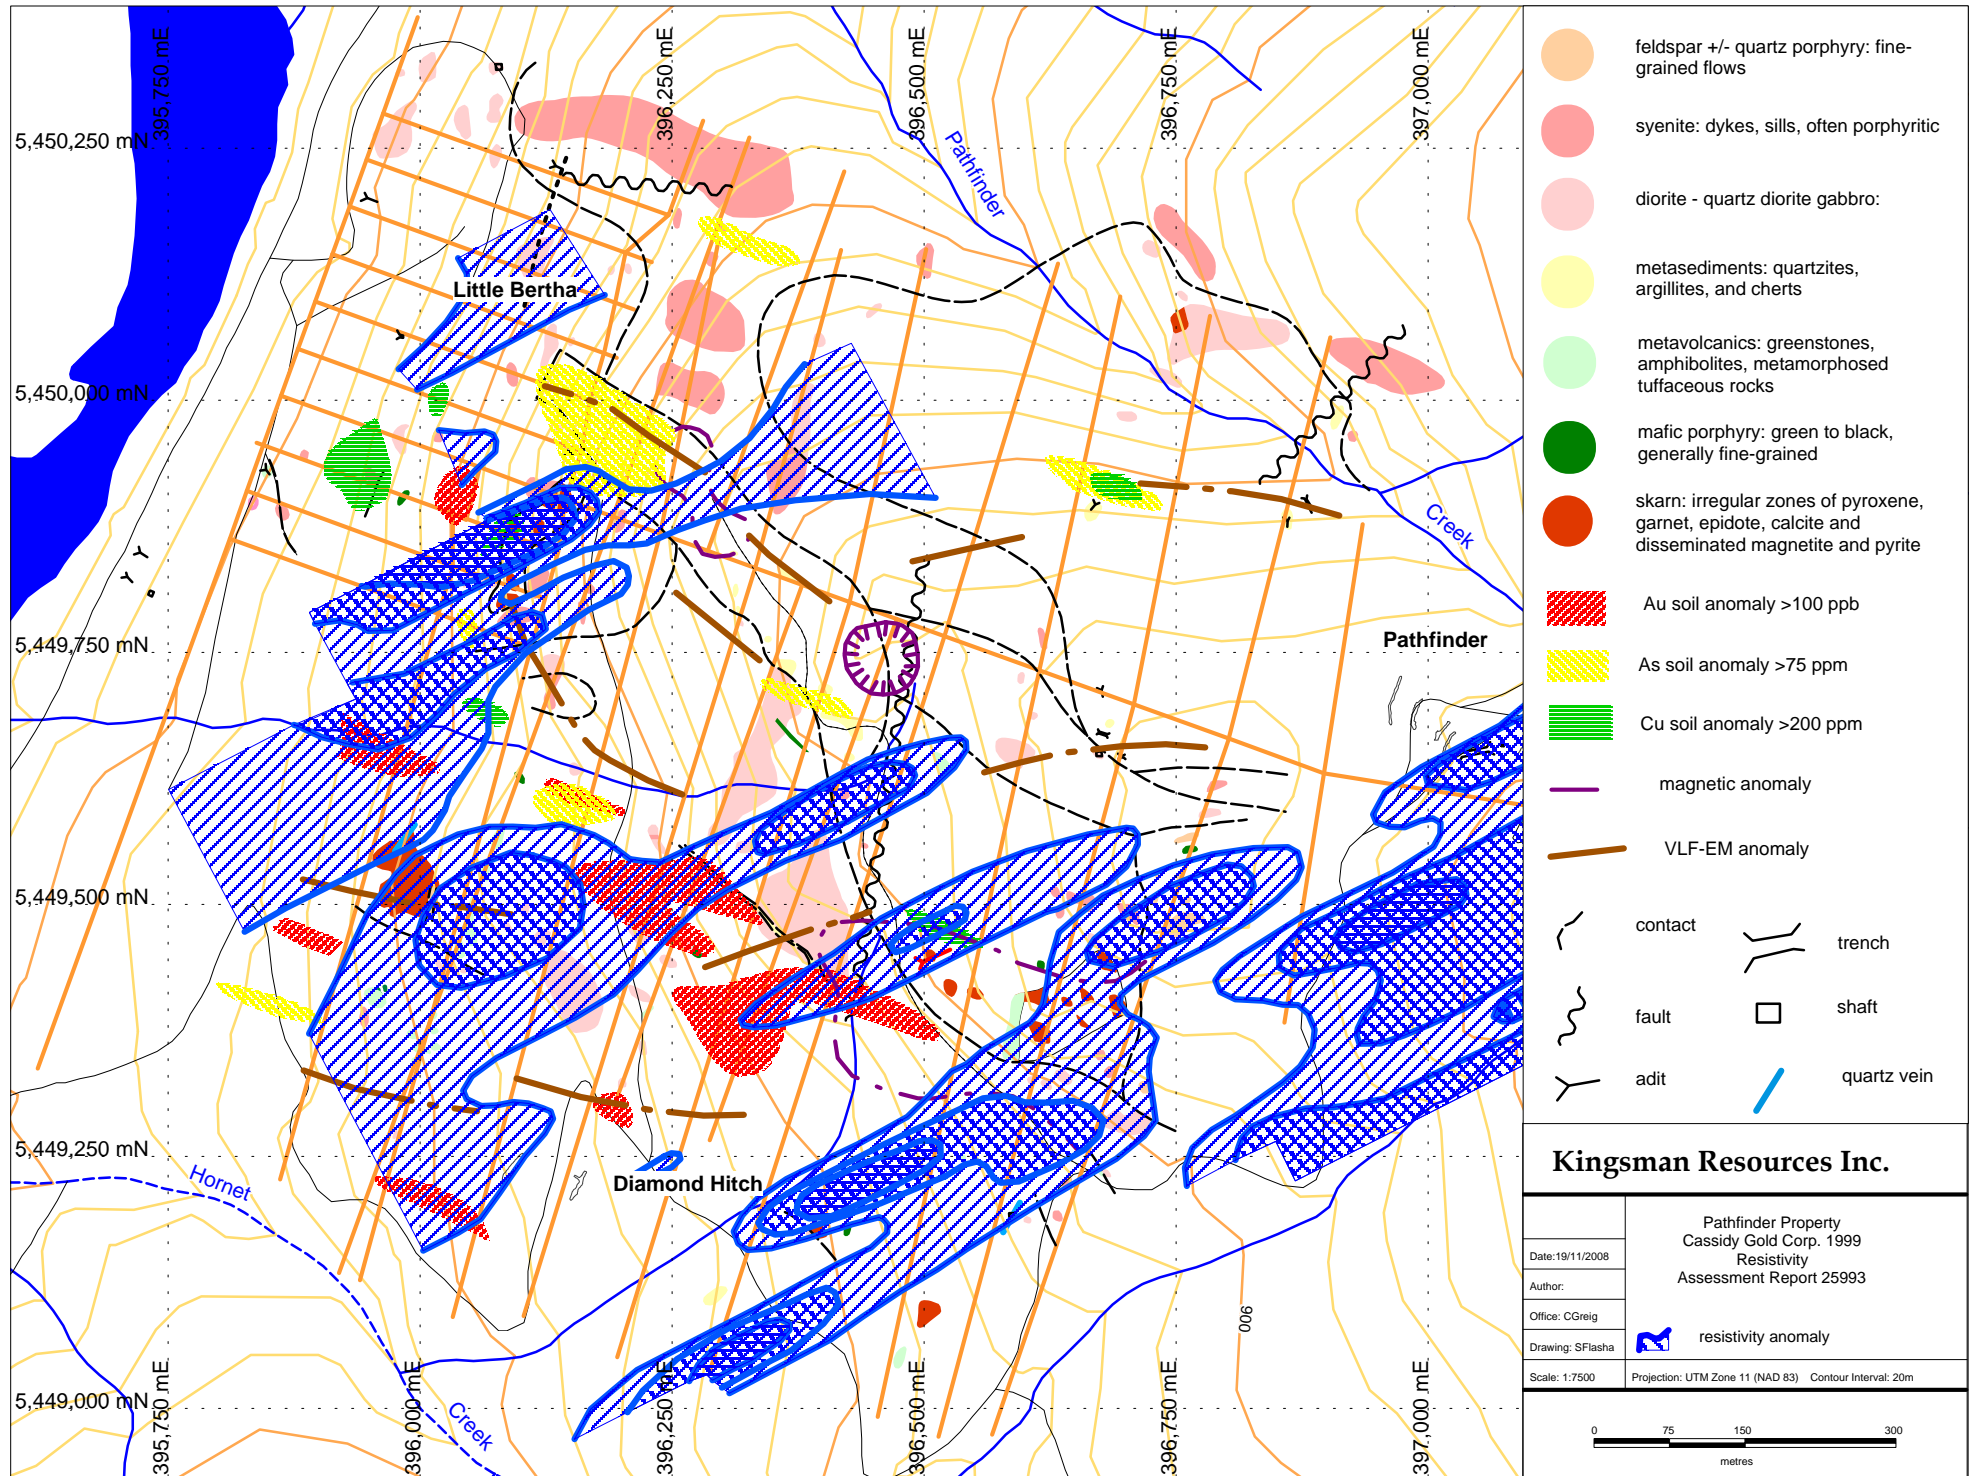 395,750 mE
396,000 mE
396,250 mE
396,500 mE
396,750 mE
397,000 mE
5,450,250 mN
5,450,000 mN
5,449,750 mN
5,449,500 mN
5,449,250 mN
5,449,000 mN
Pathfinder
Creek
Little Bertha
Pathfinder
Diamond Hitch
Hornet
Creek
900
395,750 mE
396,000 mE
396,250 mE
396,500 mE
396,750 mE
397,000 mE
feldspar +/- quartz porphyry: fine-
grained flows
syenite: dykes, sills, often porphyritic
diorite - quartz diorite gabbro:
metasediments: quartzites,
argillites, and cherts
metavolcanics: greenstones,
amphibolites, metamorphosed
tuffaceous rocks
mafic porphyry: green to black,
generally fine-grained
skarn: irregular zones of pyroxene,
garnet, epidote, calcite and
disseminated magnetite and pyrite
Au soil anomaly >100 ppb
As soil anomaly >75 ppm
Cu soil anomaly >200 ppm
magnetic anomaly
VLF-EM anomaly
contact
trench
fault
shaft
adit
quartz vein
Kingsman Resources Inc.
Pathfinder Property
Cassidy Gold Corp. 1999
Resistivity
Assessment Report 25993
Date:19/11/2008
Author:
Office: CGreig
Drawing: SFlasha
resistivity anomaly
Scale: 1:7500
Projection: UTM Zone 11 (NAD 83) Contour Interval: 20m
0 75 150 300
metres